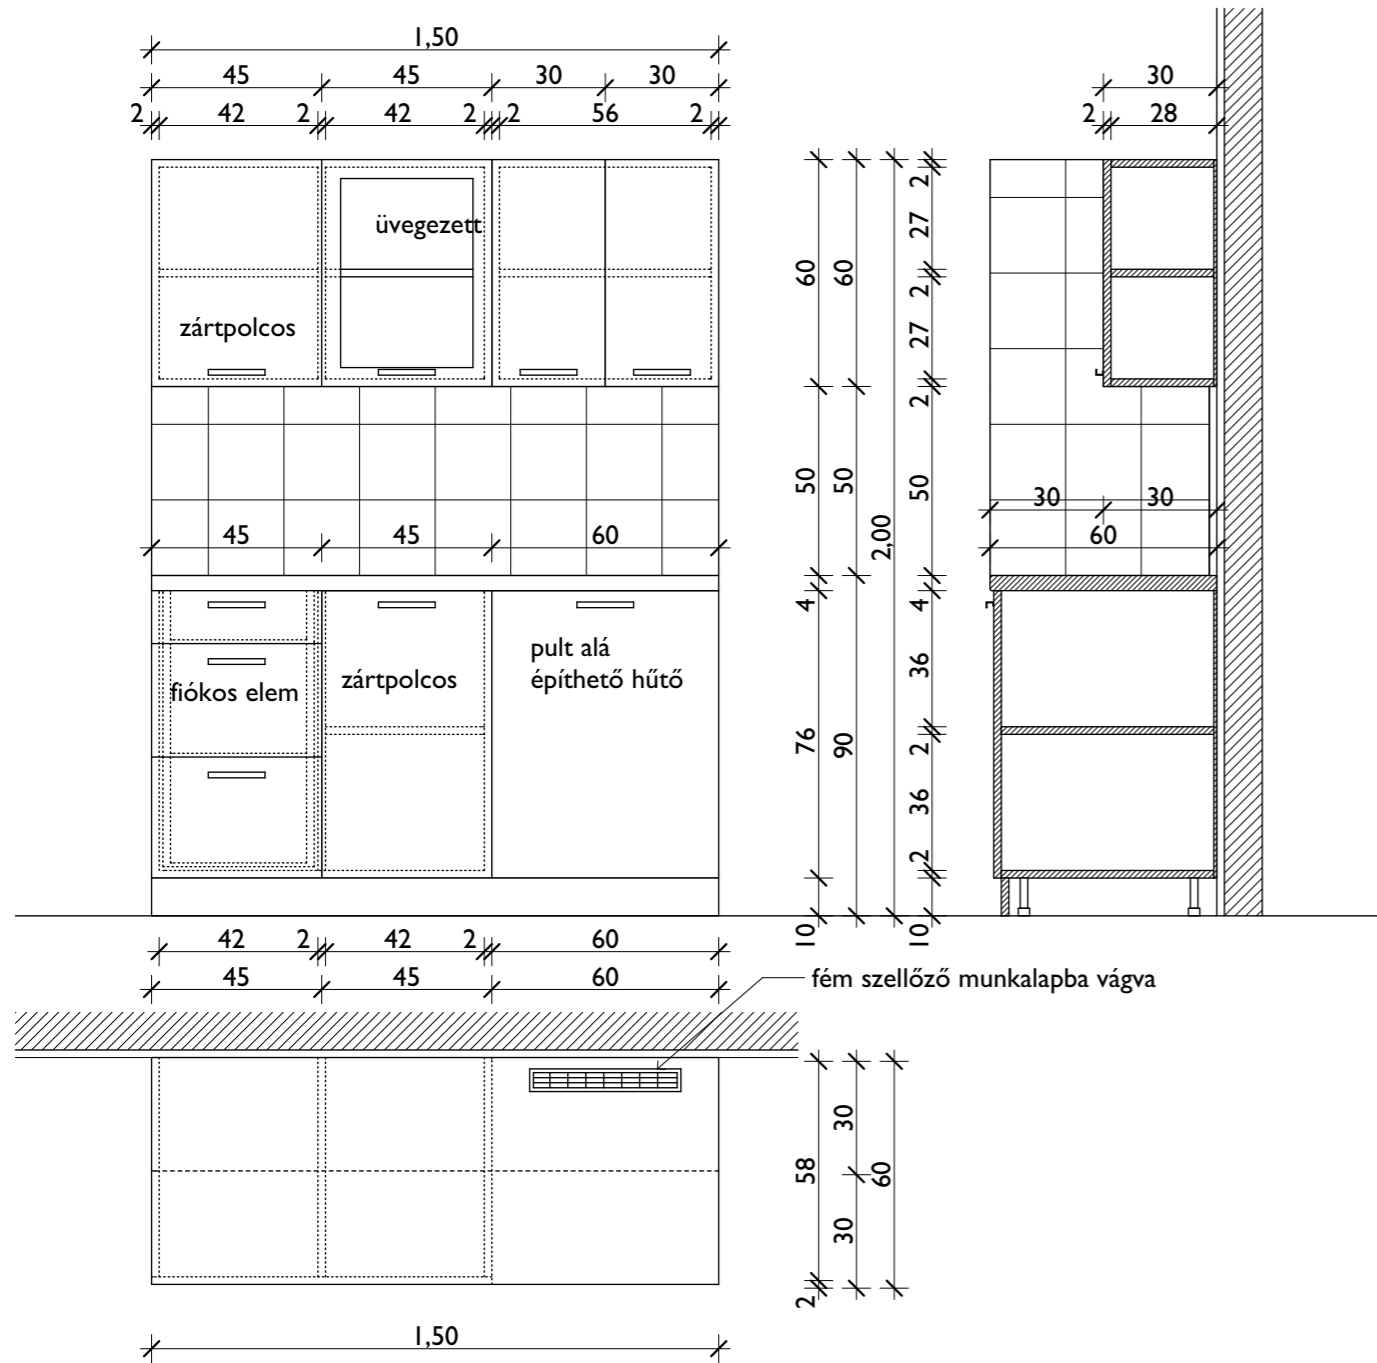 1,50
45 45 30 30
2 42 2 42 2 2 56 2
30
2 28
üvegezett
zártpolcos
60 60 2 27 2 27 2
50 50 50
2,00
30 30
60
45 45 60
4 4
pult alá
építhető hűtő
zártpolcos
fiókos elem
76 90 36 2 36 2
10 10
42 2 42 2 60
45 45 60
fém szellőző munkalapba vágva
58 30 60
30
2
1,50